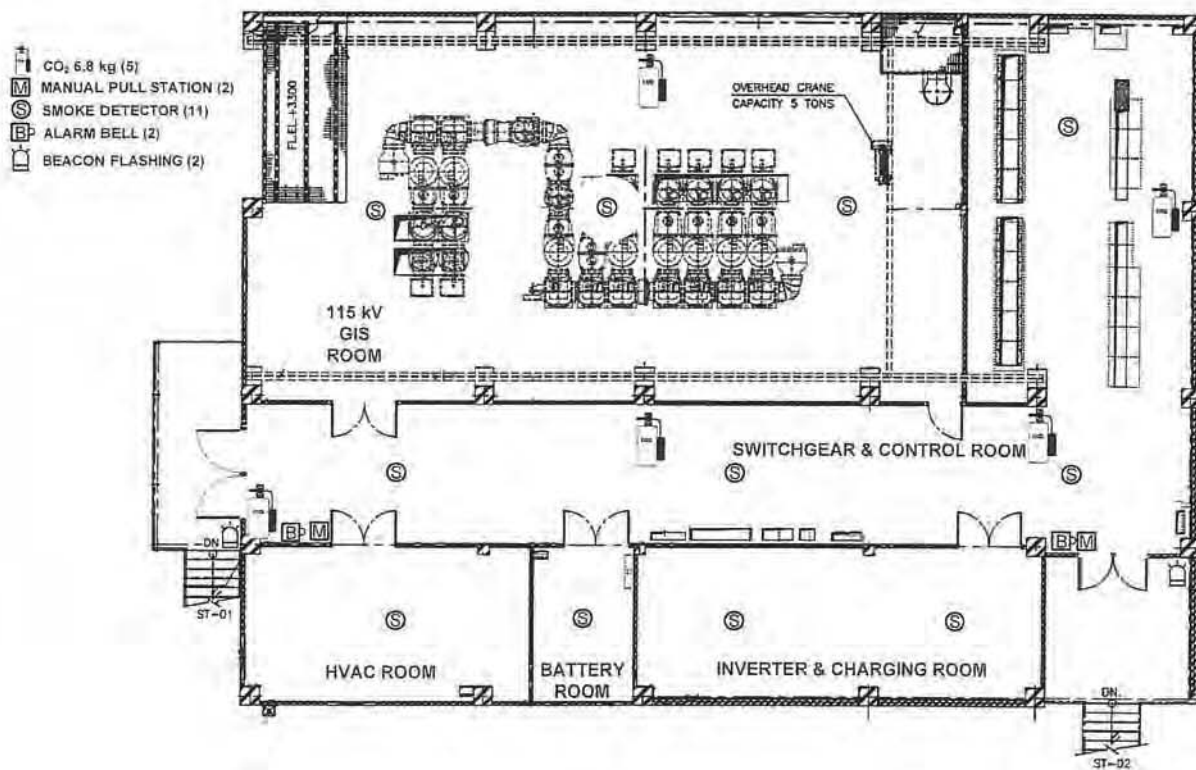 CO₂ 6.8 kg (5)
M MANUAL PULL STATION (2)
S SMOKE DETECTOR (11)
B ALARM BELL (2)
BEACON FLASHING (2)
FL.EL.+3300
OVERHEAD CRANE
CAPACITY 5 TONS
S
S
S
S
115 kV
GIS
ROOM
SWITCHGEAR & CONTROL ROOM
S
S
S
B M
B M
DN
ST-01
S
S
S
S
HVAC ROOM
BATTERY
ROOM
INVERTER & CHARGING ROOM
DN.
ST-02